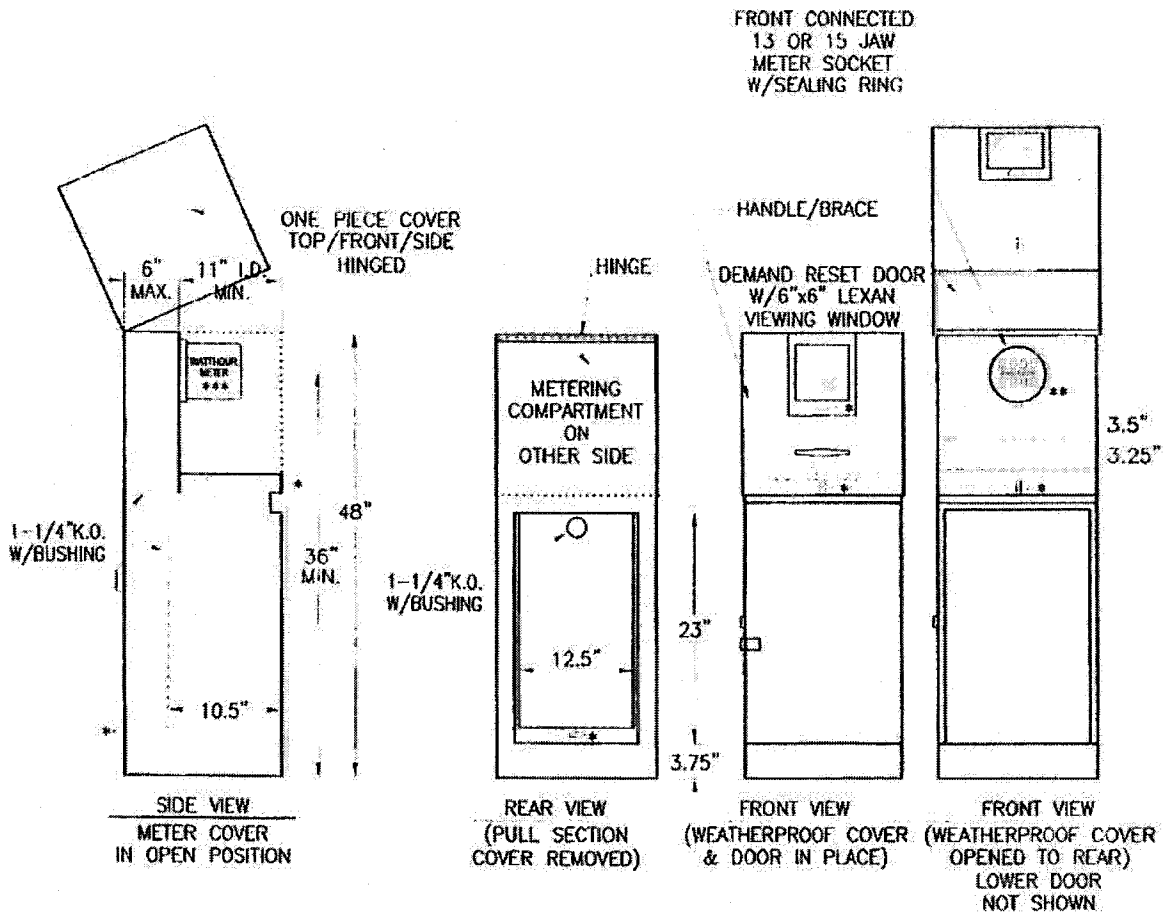 FRONT CONNECTED
13 OR 15 JAW
METER SOCKET
W/SEALING RING
ONE PIECE COVER
TOP/FRONT/SIDE
HINGED
6"
MAX.
11" I.D.
MIN.
HINGE
HANDLE/BRACE
DEMAND RESET DOOR
W/6"x6" LEXAN
VIEWING WINDOW
WATTHOUR
METER
***
METERING
COMPARTMENT
ON
OTHER SIDE
*
**
3.5"
3.25"
*
*
*
48"
36"
MIN.
1-1/4"K.O.
W/BUSHING
1-1/4"K.O.
W/BUSHING
23"
12.5"
10.5"
*
*
3.75"
SIDE VIEW
METER COVER
IN OPEN POSITION
REAR VIEW
(PULL SECTION
COVER REMOVED)
FRONT VIEW
(WEATHERPROOF COVER
& DOOR IN PLACE)
FRONT VIEW
(WEATHERPROOF COVER
OPENED TO REAR)
LOWER DOOR
NOT SHOWN